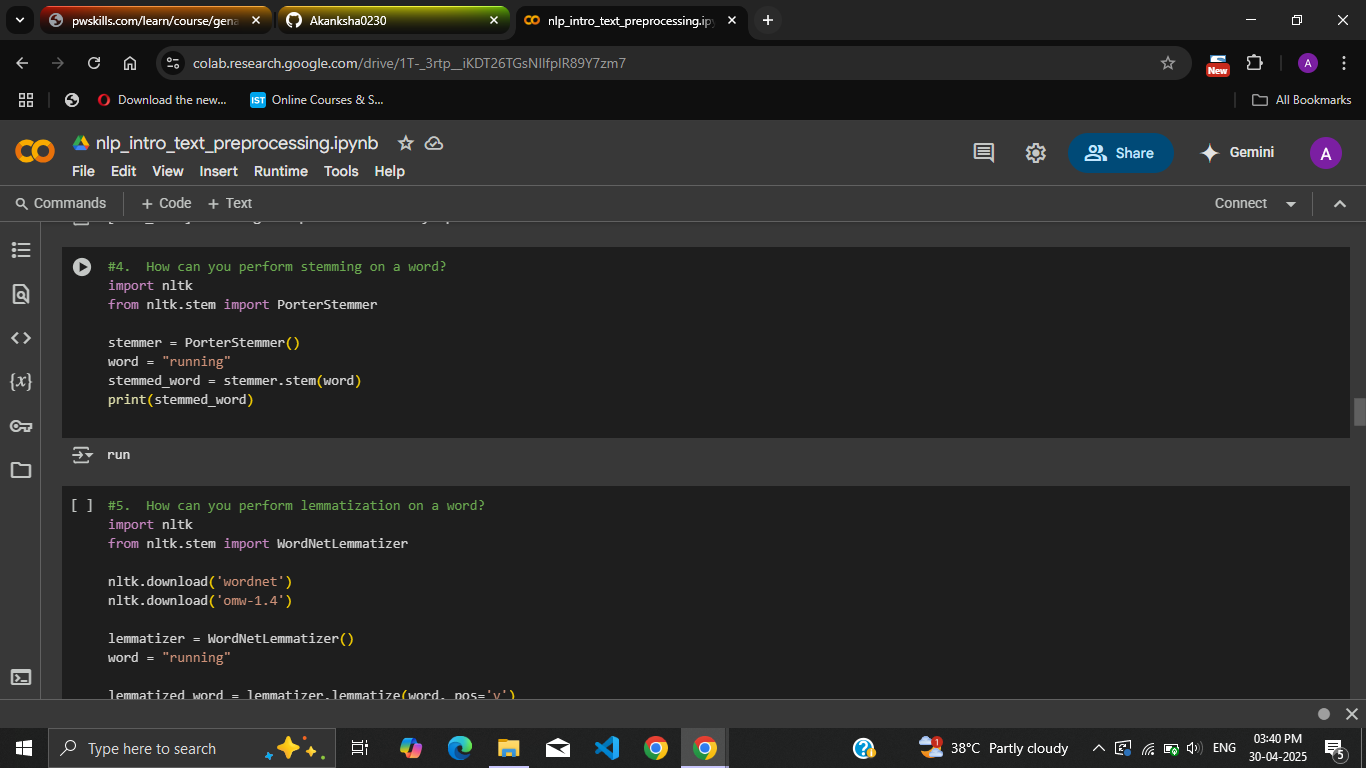 pwskills.com/learn/course/gena
Akanksha0230
nlp_intro_text_preprocessing.ip
colab.research.google.com/drive/
New
A
Download the new...
IST
Online Courses & S...
All Bookmarks
nlp_intro_text_preprocessing.ipynb
File Edit View Insert Runtime Tools Help
Share
Gemini
A
Commands
+ Code
+ Text
Connect
#4.  How can you perform stemming on a word?
import nltk
from nltk.stem import PorterStemmer
stemmer = PorterStemmer()
word = "running"
stemmed_word = stemmer.stem(word)
print(stemmed_word)
run
[ ]
#5.  How can you perform lemmatization on a word?
import nltk
from nltk.stem import WordNetLemmatizer
nltk.download('wordnet')
nltk.download('omw-1.4')
lemmatizer = WordNetLemmatizer()
word = "running"
lemmatized_word = lemmatizer.lemmatize(word, pos='v')
Type here to search
1
38°C Partly cloudy
ENG
03:40 PM
30-04-2025
5